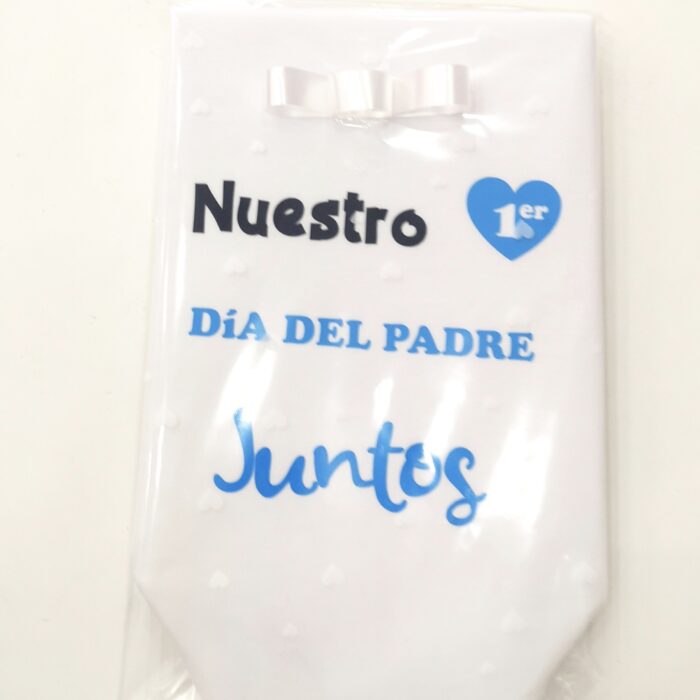 Nuestro 1er
Día DEL PADRE
Juntos